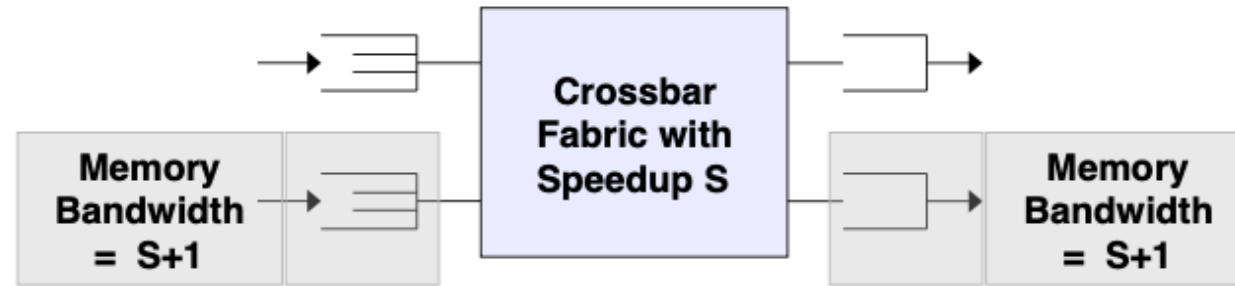 Crossbar
Fabric with
Speedup S
Memory
Bandwidth
= S+1
Memory
Bandwidth
= S+1